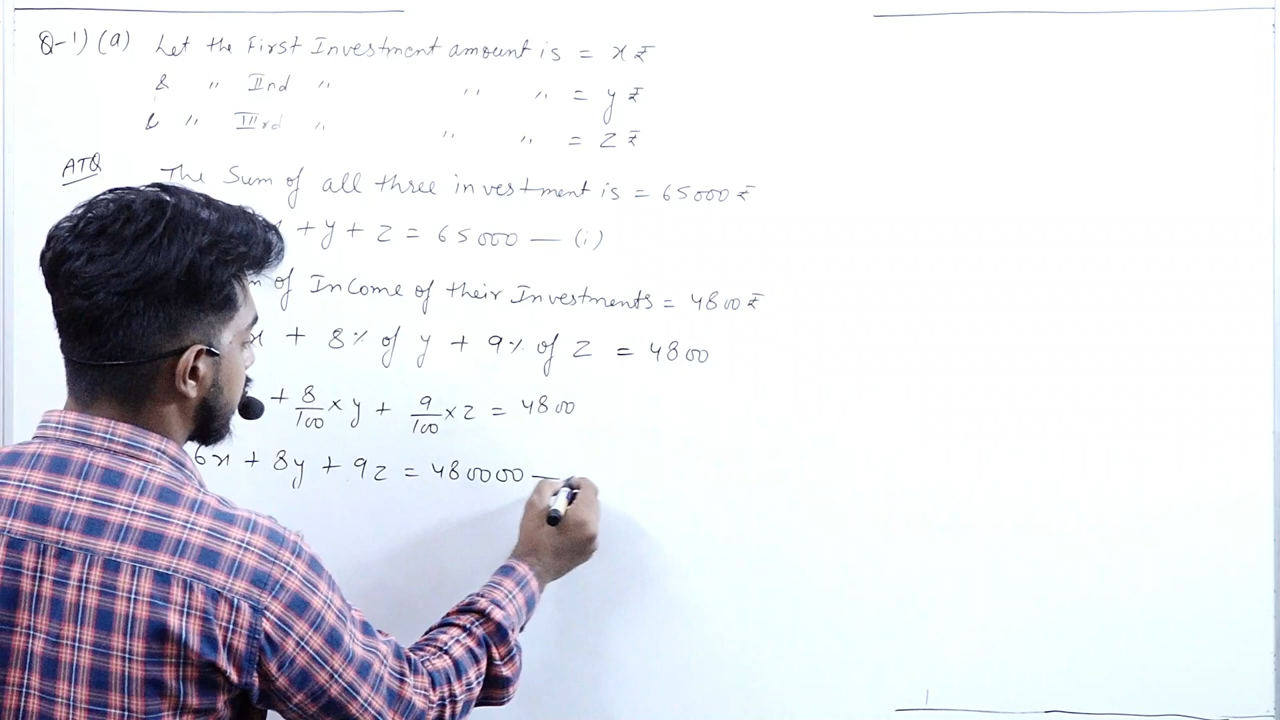 Q-1) (a) Let the First Investment amount is = x ₹
& " IInd " " " = y ₹
& " IIIrd " " " = z ₹
ATQ The Sum of all three investment is = 65000 ₹
+ y + z = 65000 — (i)
of Income of their Investments = 4800 ₹
x + 8% of y + 9% of z = 4800
+ 8/100 × y + 9/100 × z = 4800
6x + 8y + 9z = 480000 —